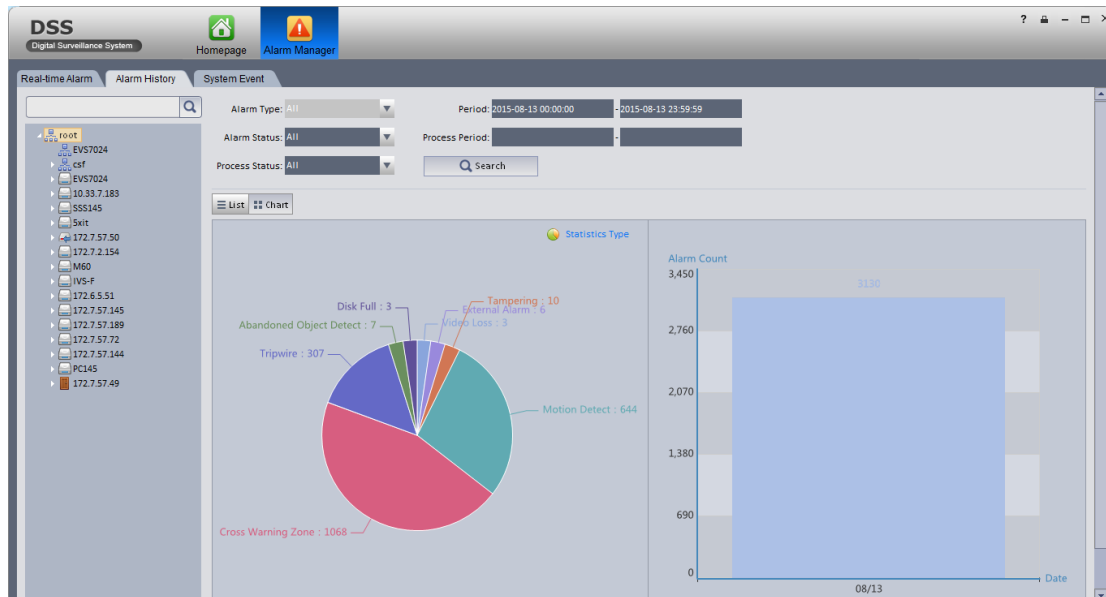 DSS
Digital Surveillance System
Homepage
Alarm Manager
?
Real-time Alarm
Alarm History
System Event
Alarm Type: All
Period: 2015-08-13 00:00:00 - 2015-08-13 23:59:59
Alarm Status: All
Process Period: -
Process Status: All
Search
root
EVS7024
csf
EVS7024
10.33.7.183
SSS145
5xit
172.7.57.50
172.7.2.154
M60
IVS-F
172.6.5.51
172.7.57.145
172.7.57.189
172.7.57.72
172.7.57.144
PC145
172.7.57.49
List
Chart
Statistics Type
Disk Full : 3
Tampering : 10
External Alarm : 6
Abandoned Object Detect : 7
Video Loss : 3
Tripwire : 307
Motion Detect : 644
Cross Warning Zone : 1068
Alarm Count
3,450
3130
2,760
2,070
1,380
690
0
Date
08/13